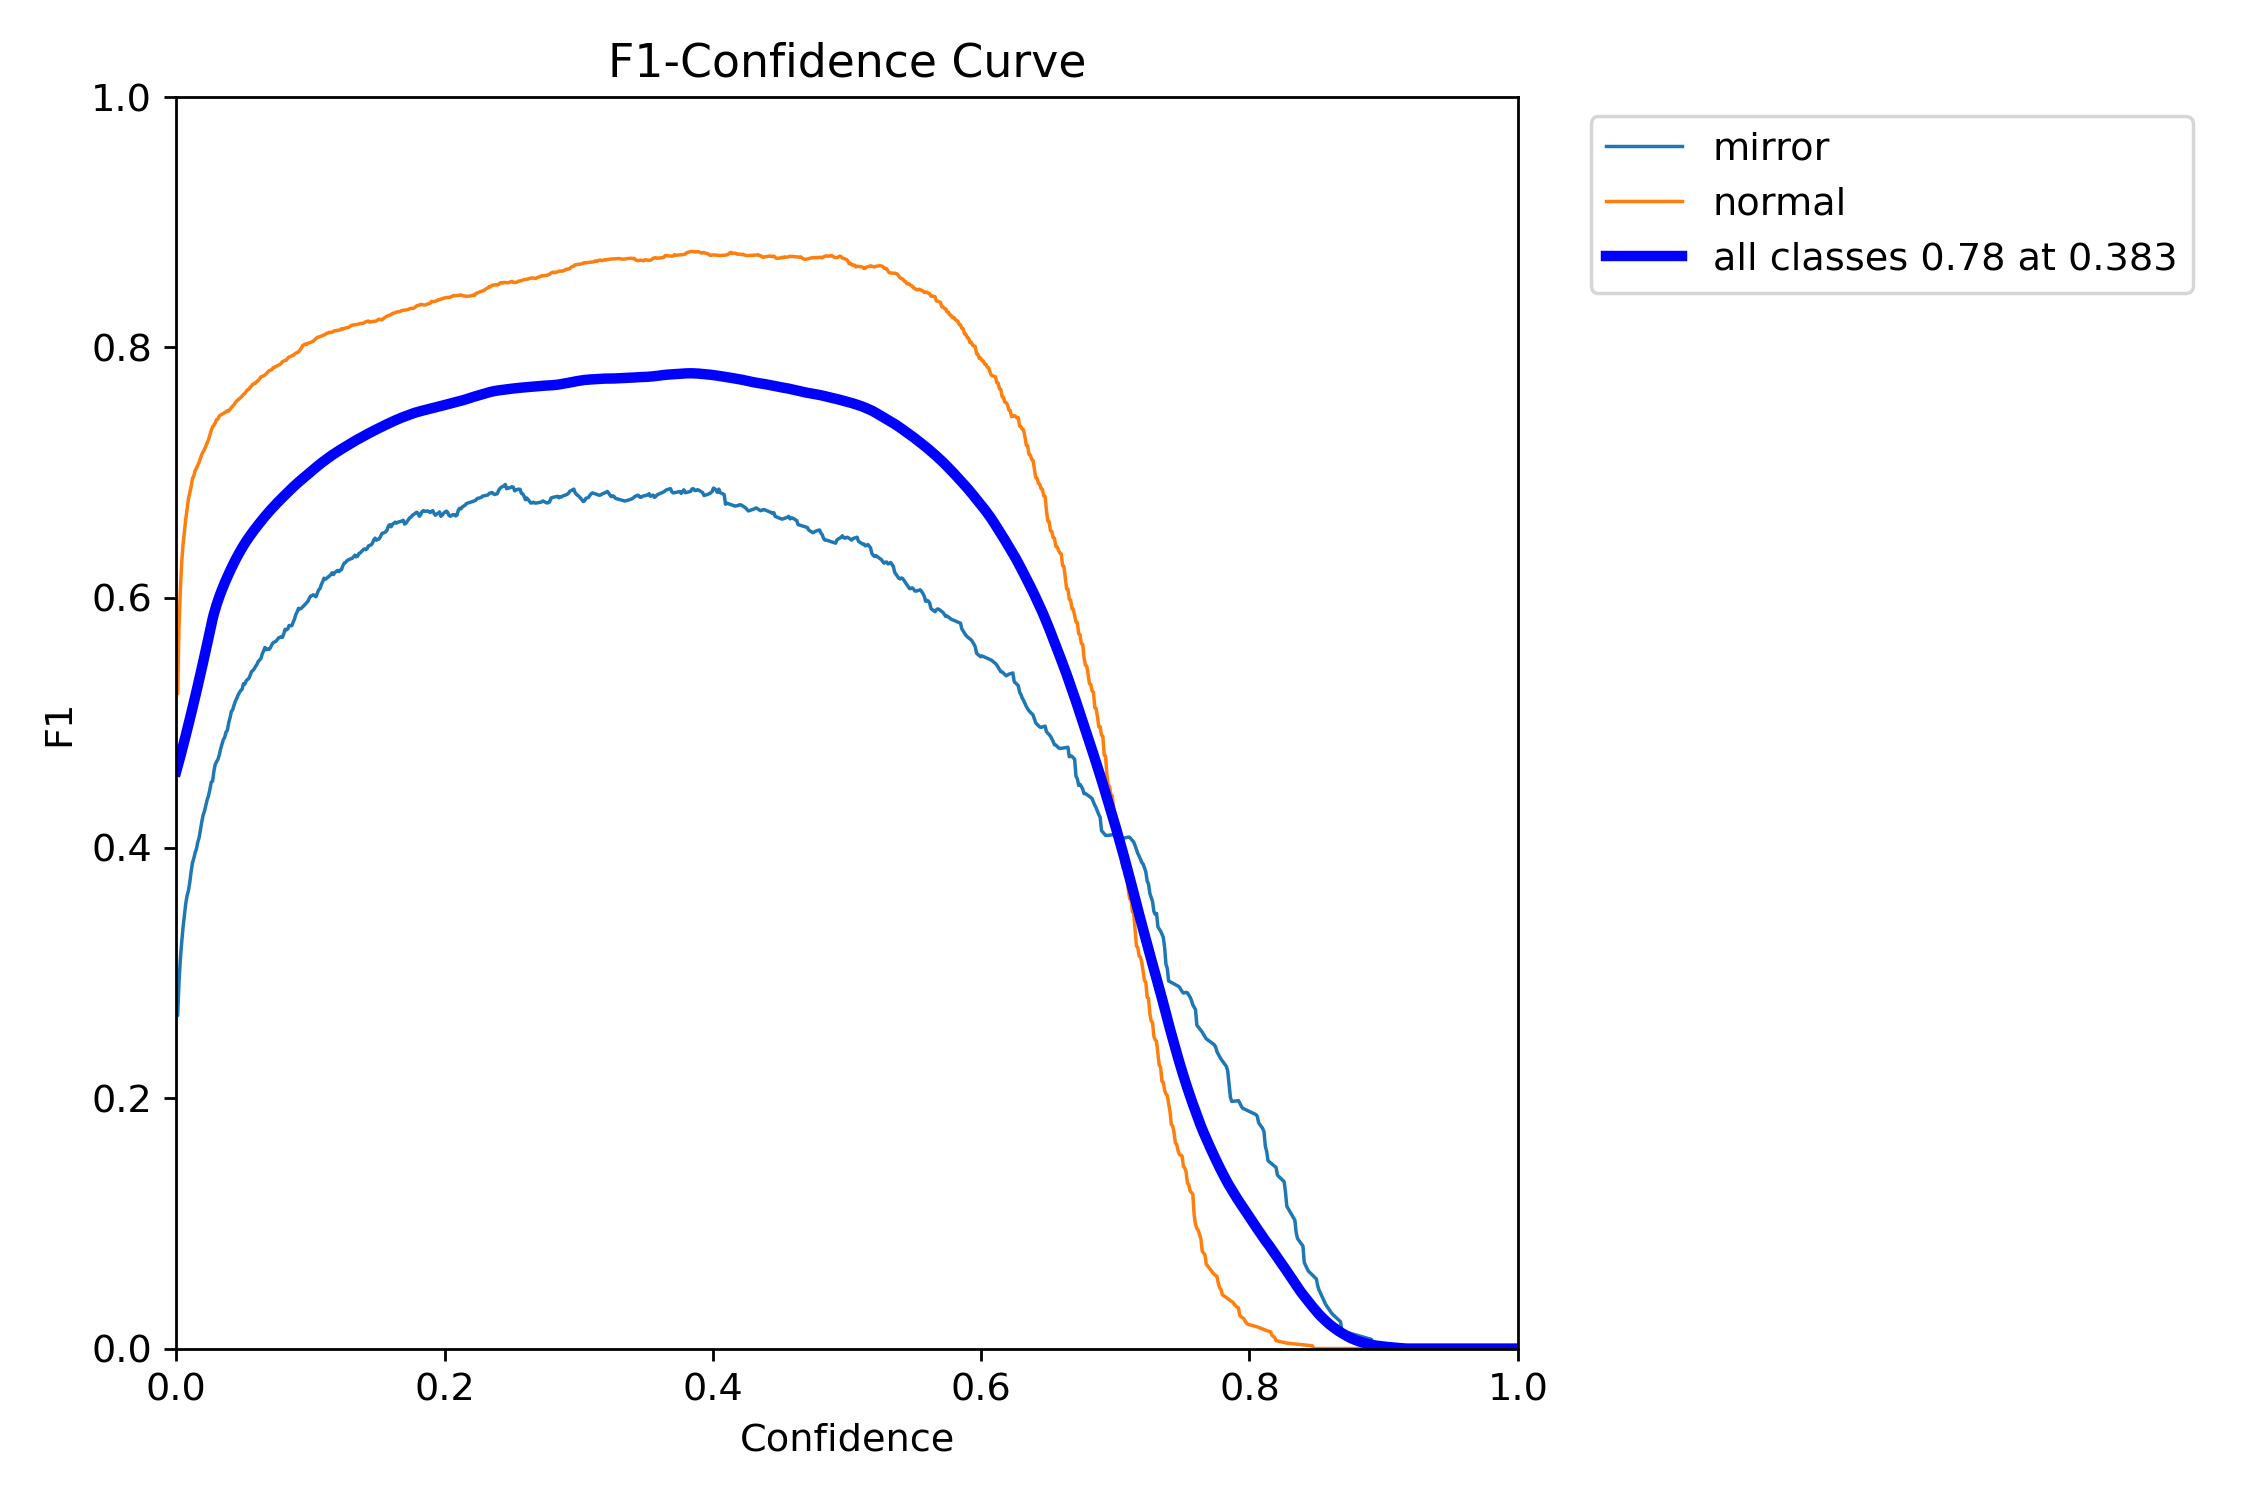 F1-Confidence Curve
1.0
0.8
0.6
0.4
0.2
0.0
F1
0.0 0.2 0.4 0.6 0.8 1.0
Confidence
mirror
normal
all classes 0.78 at 0.383